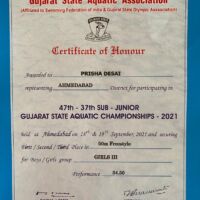 Gujarat State Aquatic Association
(Affiliated to Swimming Federation of India & Gujarat State Olympic Association)
Certificate of Honour
Awarded to PRISHA DESAI
representing AHMEDABAD District for participating in
47th - 37th SUB - JUNIOR
GUJARAT STATE AQUATIC CHAMPIONSHIPS - 2021
held at Ahmedabad on 18th & 19th September, 2021 and securing
First / Second / Third Place in 50m Freestyle
for Boys / Girls group GIRLS III
Performance 34.50